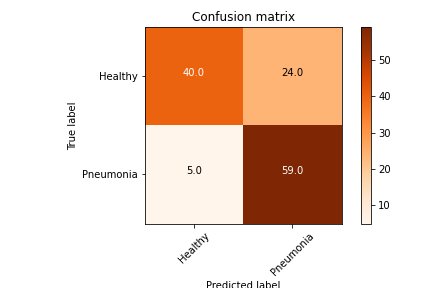 Confusion matrix
True label
Healthy
40.0
24.0
Pneumonia
5.0
59.0
Healthy
Pneumonia
Predicted label
50
40
30
20
10